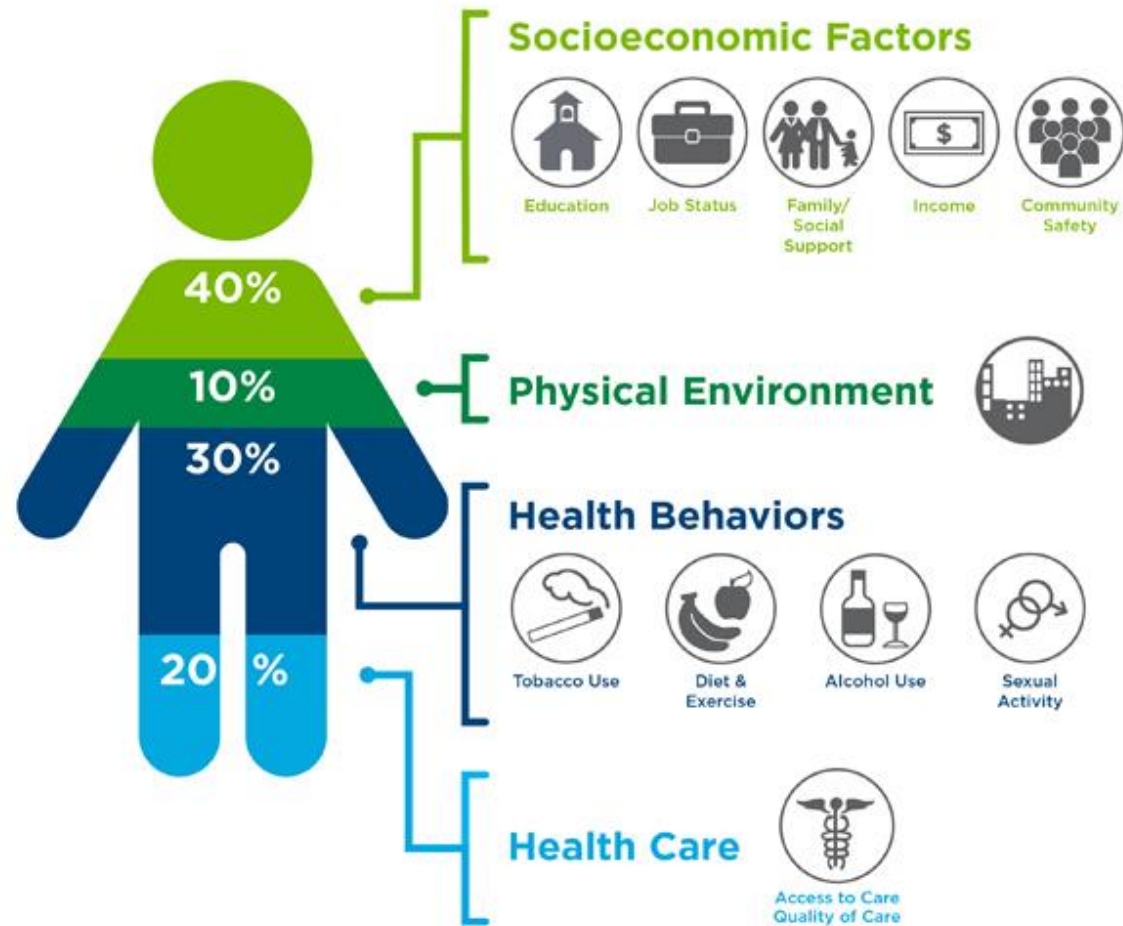 Socioeconomic Factors
$
Education
Job Status
Family/
Social
Support
Income
Community
Safety
40%
10%
Physical Environment
30%
Health Behaviors
Tobacco Use
Diet &
Exercise
Alcohol Use
Sexual
Activity
20 %
Health Care
Access to Care
Quality of Care